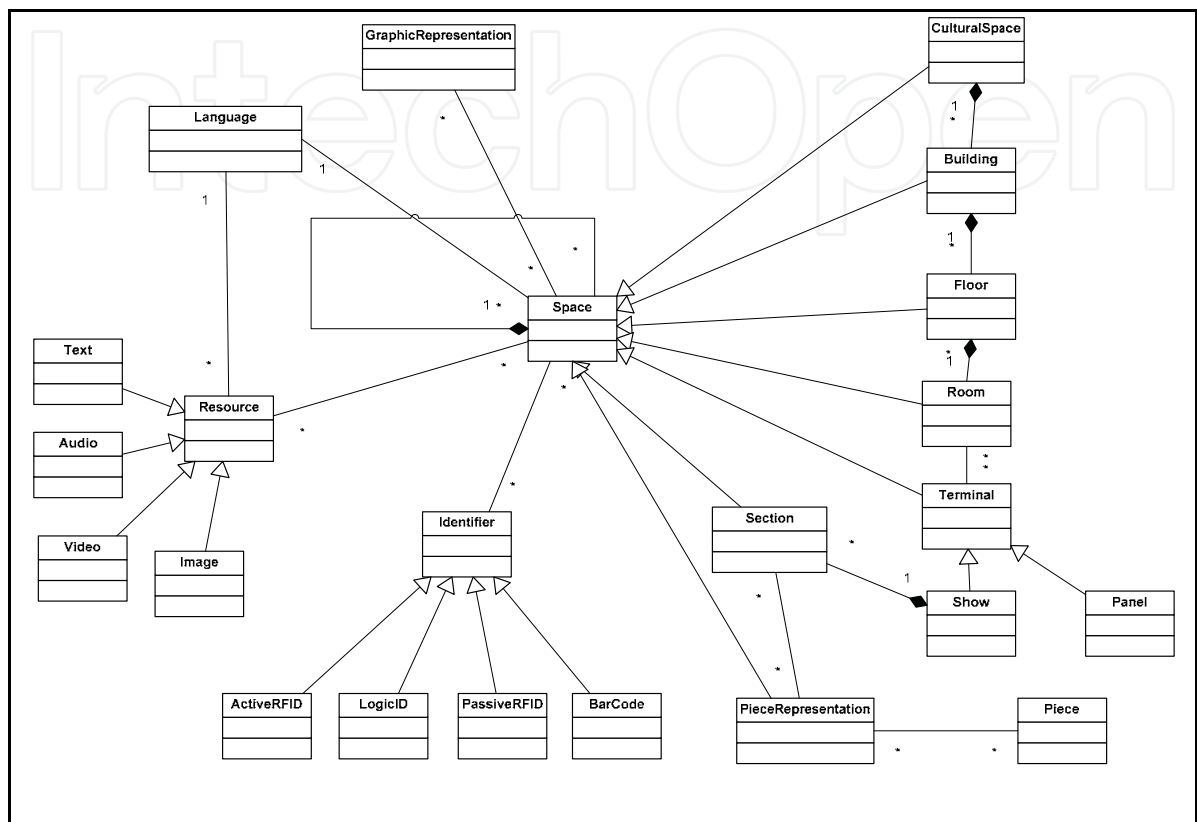 IntechOpen
GraphicRepresentation
CulturalSpace
Language
*
1
*
1
1
Building
*
*
1
*
Floor
1 *
Space
*
1
Text
*
*
*
Room
Resource
*
Audio
*
*
*
Terminal
Identifier
Section
Video
Image
*
1
Show
Panel
*
*
ActiveRFID
LogicID
PassiveRFID
BarCode
PieceRepresentation
Piece
*
*